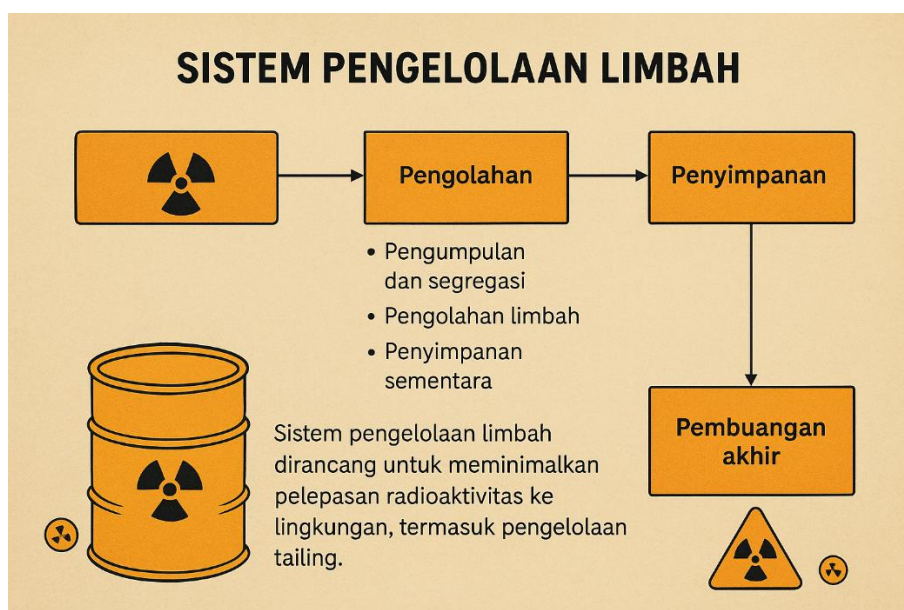 SISTEM PENGELOLAAN LIMBAH
Pengolahan
Penyimpanan
• Pengumpulan
dan segregasi
• Pengolahan limbah
• Penyimpanan
sementara
Pembuangan
akhir
Sistem pengelolaan limbah
dirancang untuk meminimalkan
pelepasan radioaktivitas ke
lingkungan, termasuk pengelolaan
tailing.